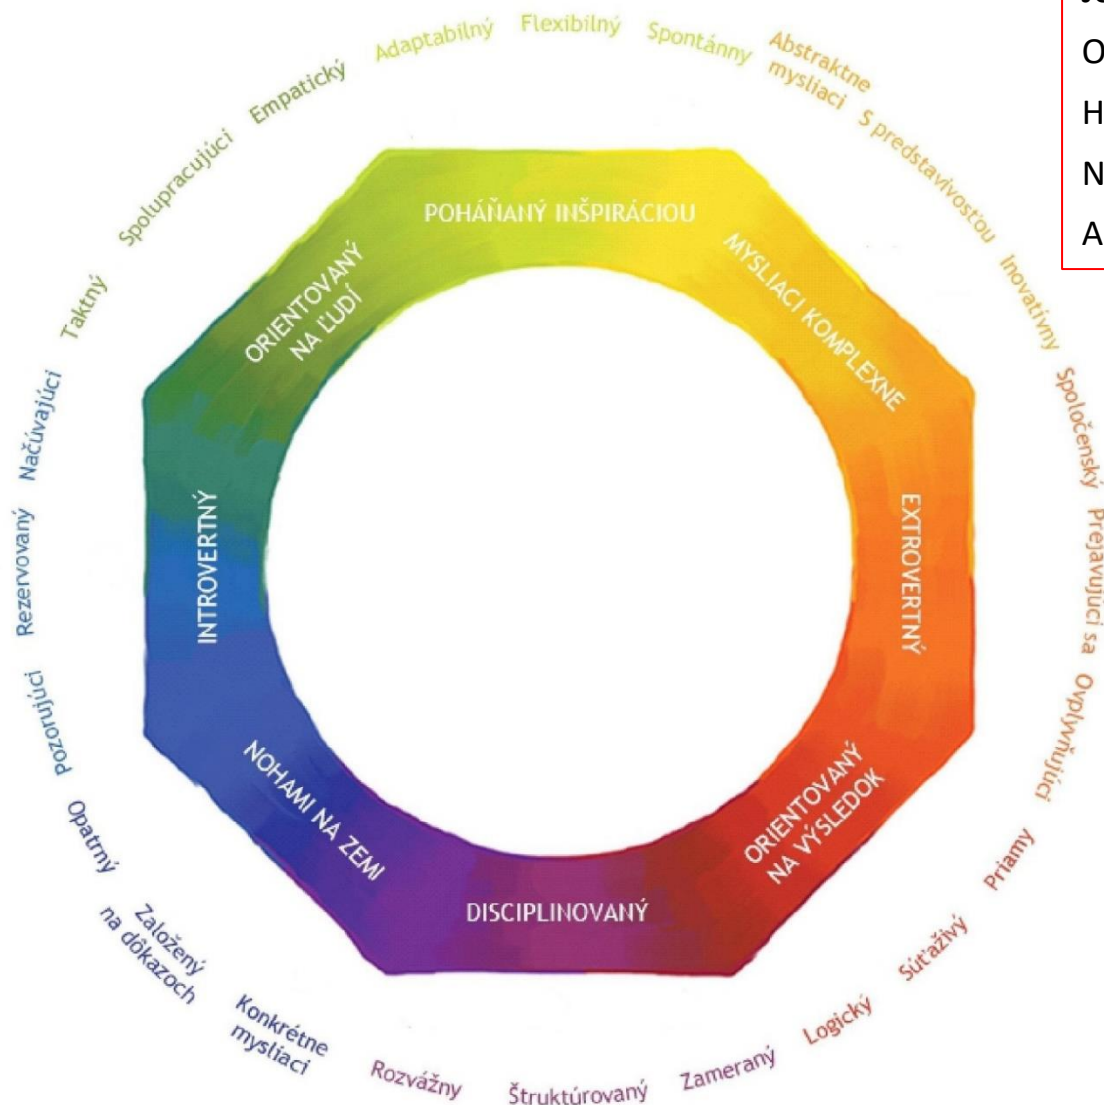 Flexibilný
Spontánny
Abstraktne
mysliaci
S predstavivosťou
Inovatívny
Spoločenský
Prejavujúci sa
Ovplyvňujúci
Priamy
Súťaživý
Logický
Zameraný
Štruktúrovaný
Rozvážny
Konkrétne
mysliaci
Založený
na dôkazoch
Opatrný
Pozorujúci
Rezervovaný
Načúvajúci
Taktný
Spolupracujúci
Empatický
Adaptabilný
POHÁŇANÝ INŠPIRÁCIOU
MYSLIACI KOMPLEXNE
EXTROVERTNÝ
ORIENTOVANÝ
NA VÝSLEDOK
DISCIPLINOVANÝ
NOHAMI NA ZEMI
INTROVERTNÝ
ORIENTOVANÝ
NA ĽUDÍ
O
H
N
A